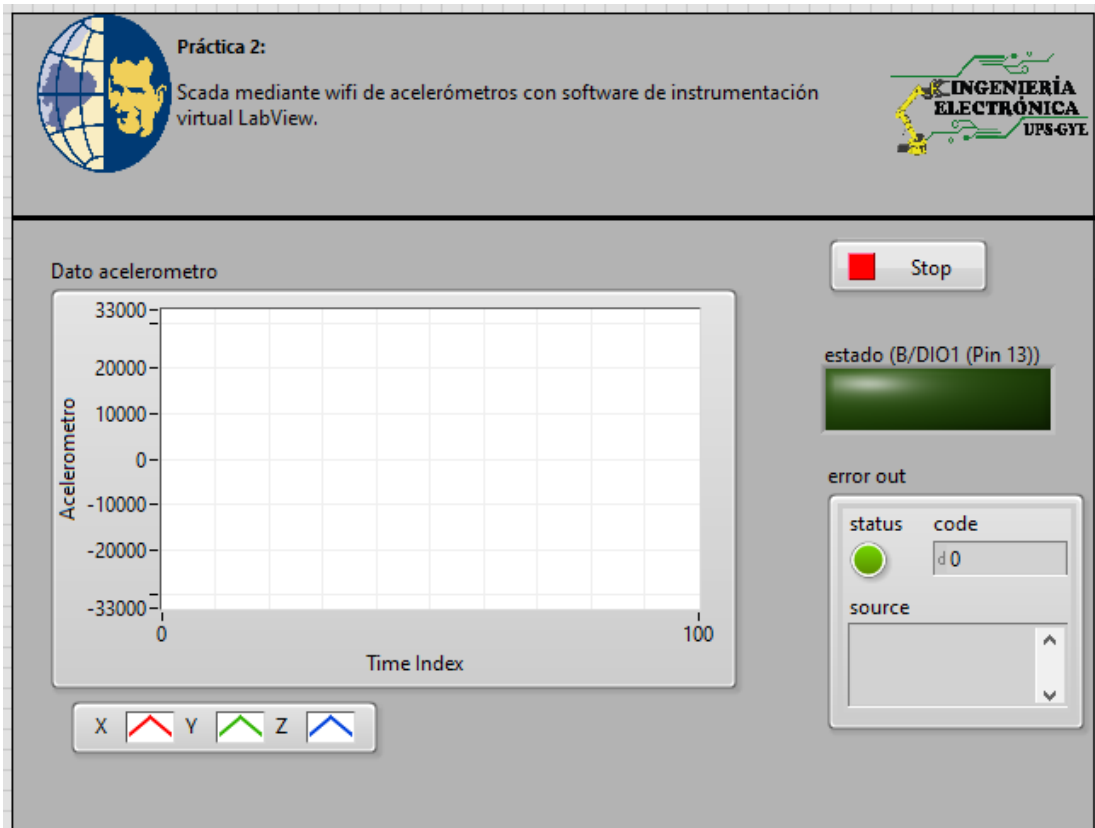 Práctica 2:
Scada mediante wifi de acelerómetros con software de instrumentación
virtual LabView.
INGENIERÍA
ELECTRÓNICA
UPS-GYE
Stop
Dato acelerometro
33000
20000
10000
0
-10000
-20000
-33000
Acelerometro
0
100
Time Index
X Y Z
estado (B/DIO1 (Pin 13))
error out
status code
d 0
source